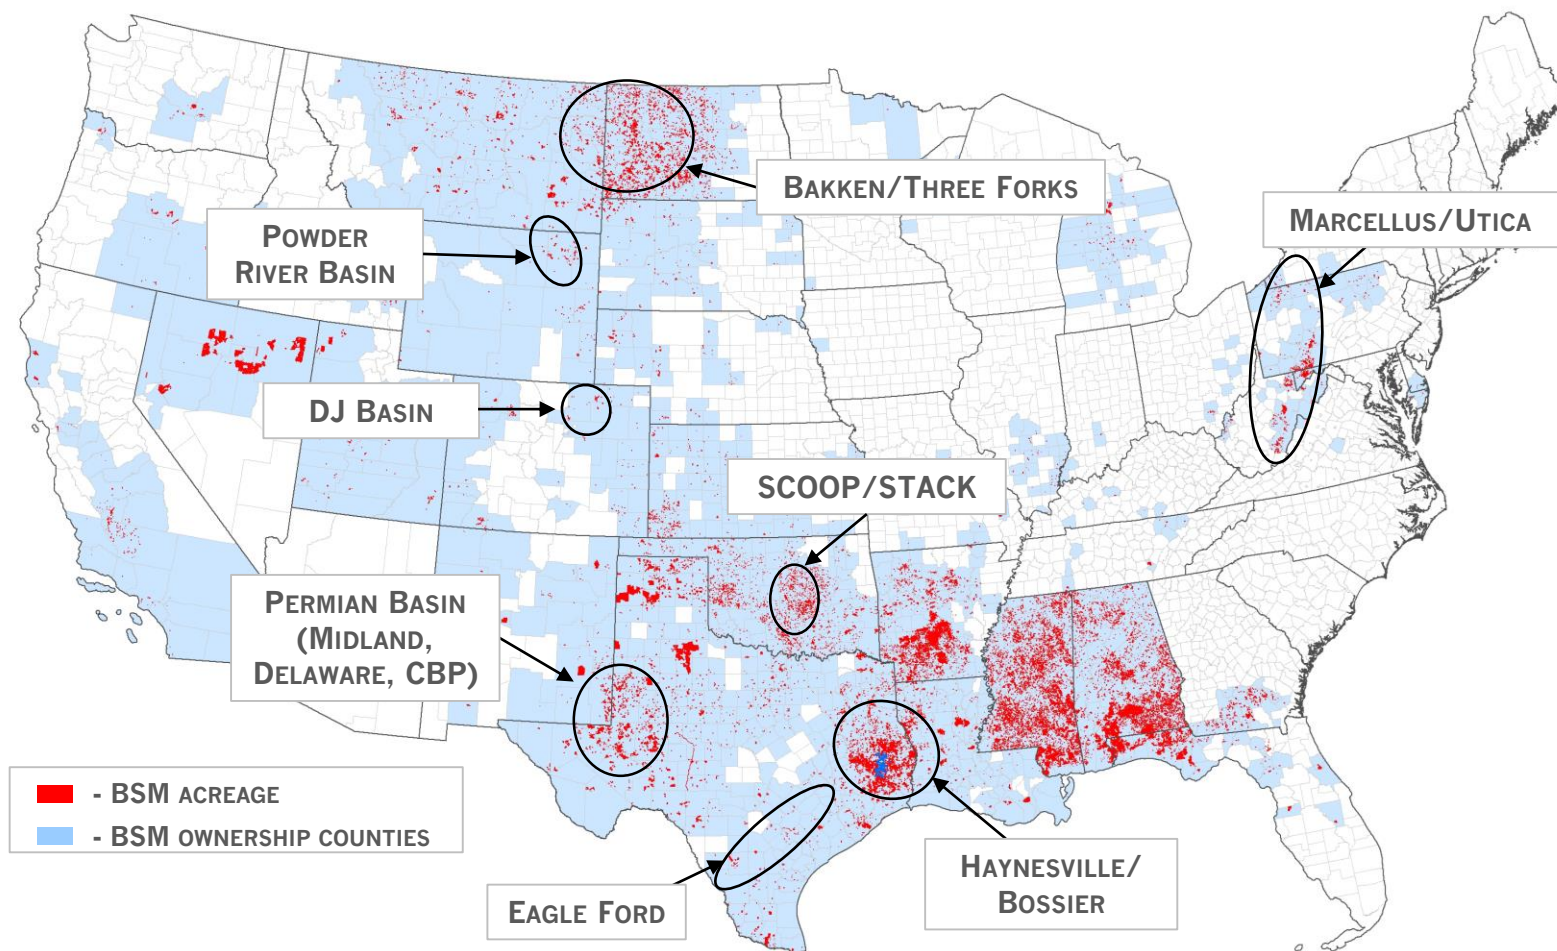 BAKKEN/THREE FORKS
MARCELLUS/UTICA
POWDER
RIVER BASIN
DJ BASIN
SCOOP/STACK
PERMIAN BASIN
(MIDLAND,
DELAWARE, CBP)
- BSM ACREAGE
- BSM OWNERSHIP COUNTIES
EAGLE FORD
HAYNESVILLE/
BOSSIER